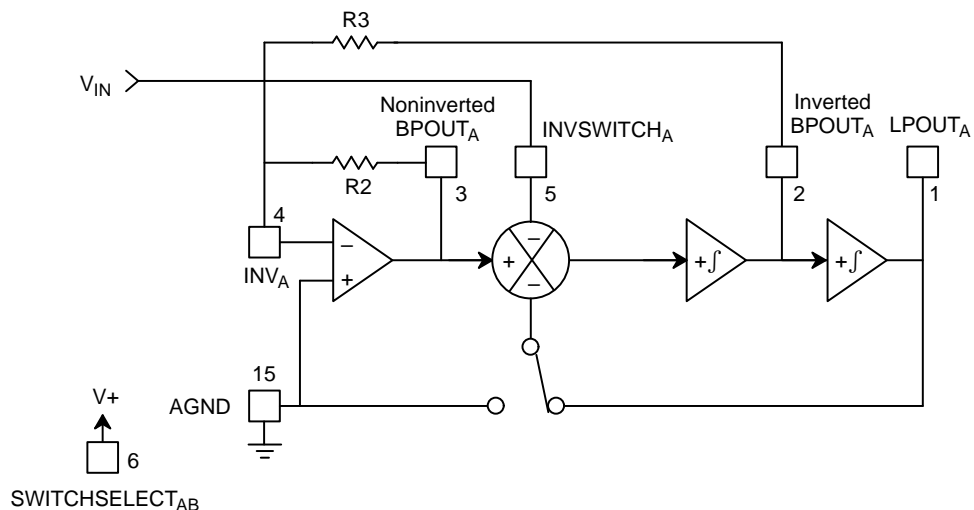 R3
V_IN
Noninverted
BPOUT_A
INVSWITCH_A
Inverted
BPOUT_A
LPOUT_A
R2
3
5
2
1
4
−
+
INV_A
+
−
−
+∫
+∫
15
AGND
V+
6
SWITCHSELECT_AB